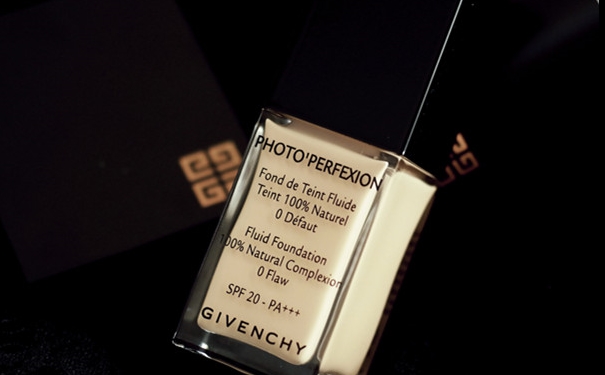 PHOTO'PERFEXION
Fond de Teint Fluide
Teint 100% Naturel
0 Défaut
Fluid Foundation
100% Natural Complexion
0 Flaw
SPF 20 - PA+++
GIVENCHY